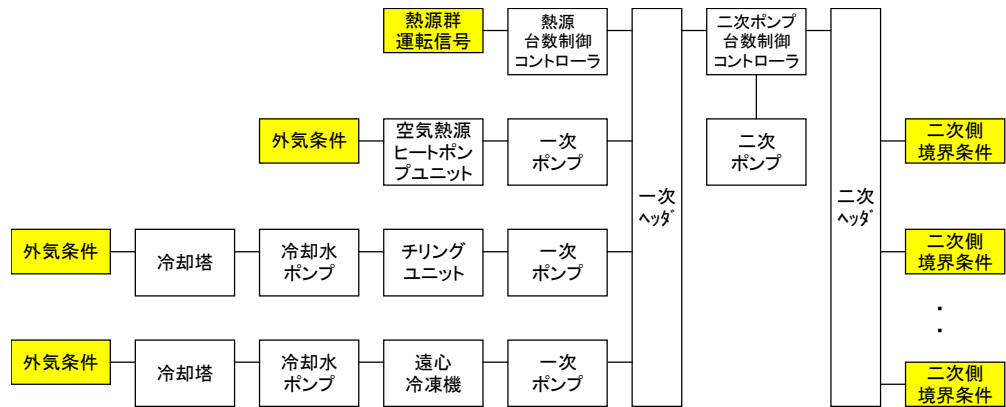 熱源群
運転信号
熱源
台数制御
コントローラ
二次ポンプ
台数制御
コントローラ
外気条件
空気熱源
ヒートポン
プユニット
一次
ポンプ
一次
ﾍｯﾀﾞ
二次
ポンプ
二次
ﾍｯﾀﾞ
二次側
境界条件
外気条件
冷却塔
冷却水
ポンプ
チリング
ユニット
一次
ポンプ
二次側
境界条件
・
・
外気条件
冷却塔
冷却水
ポンプ
遠心
冷凍機
一次
ポンプ
二次側
境界条件